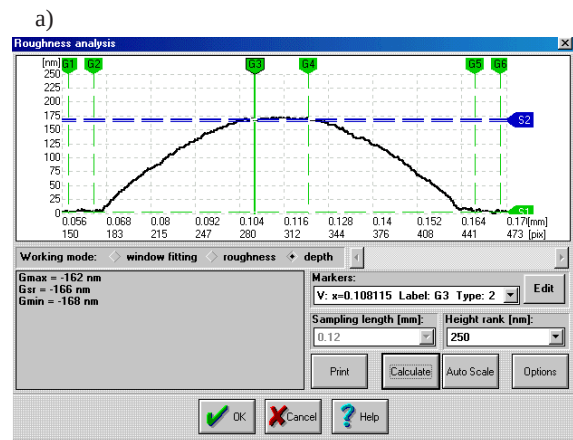 a)
Roughness analysis
[nm] G1 G2 G3 G4 G5 G6
250
225
200
175 S2
150
125
100
75
50
25
0 S1
0.056 0.068 0.08 0.092 0.104 0.116 0.128 0.14 0.152 0.164 0.17([mm]
150 183 215 247 280 312 344 376 408 441 473 [pix]
Working mode: window fitting roughness depth
Gmax = -162 nm
Gsr = -166 nm
Gmin = -168 nm
Markers:
V: x=0.108115 Label: G3 Type: 2 Edit
Sampling length [mm]: Height rank [nm]:
0.12 250
Print Calculate Auto Scale Options
OK Cancel Help